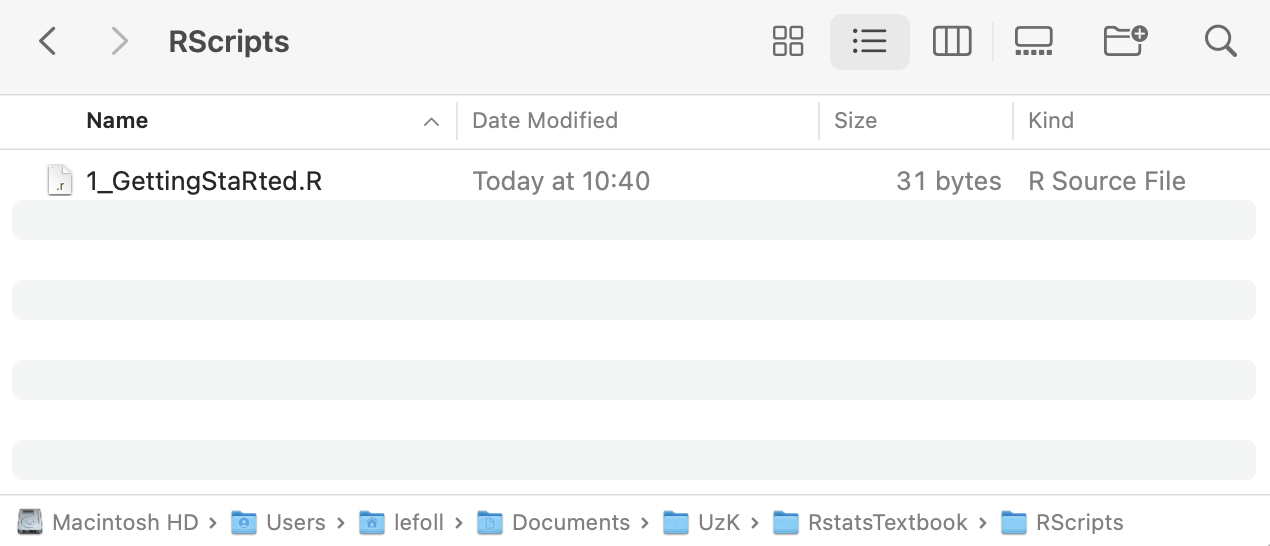 RScripts
Name Date Modified Size Kind
.r 1_GettingStaRted.R Today at 10:40 31 bytes R Source File
Macintosh HD › Users › lefoll › Documents › UzK › RstatsTextbook › RScripts